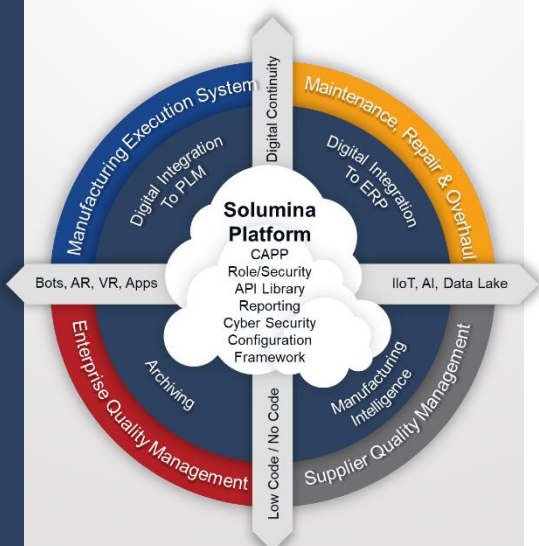 Digital Continuity
Manufacturing Execution System
Maintenance, Repair & Overhaul
Digital Integration
To PLM
Digital Integration
To ERP
Solumina
Platform
CAPP
Role/Security
API Library
Reporting
Cyber Security
Configuration
Framework
Bots, AR, VR, Apps
IIoT, AI, Data Lake
Archiving
Manufacturing
Intelligence
Enterprise Quality Management
Supplier Quality Management
Low Code / No Code